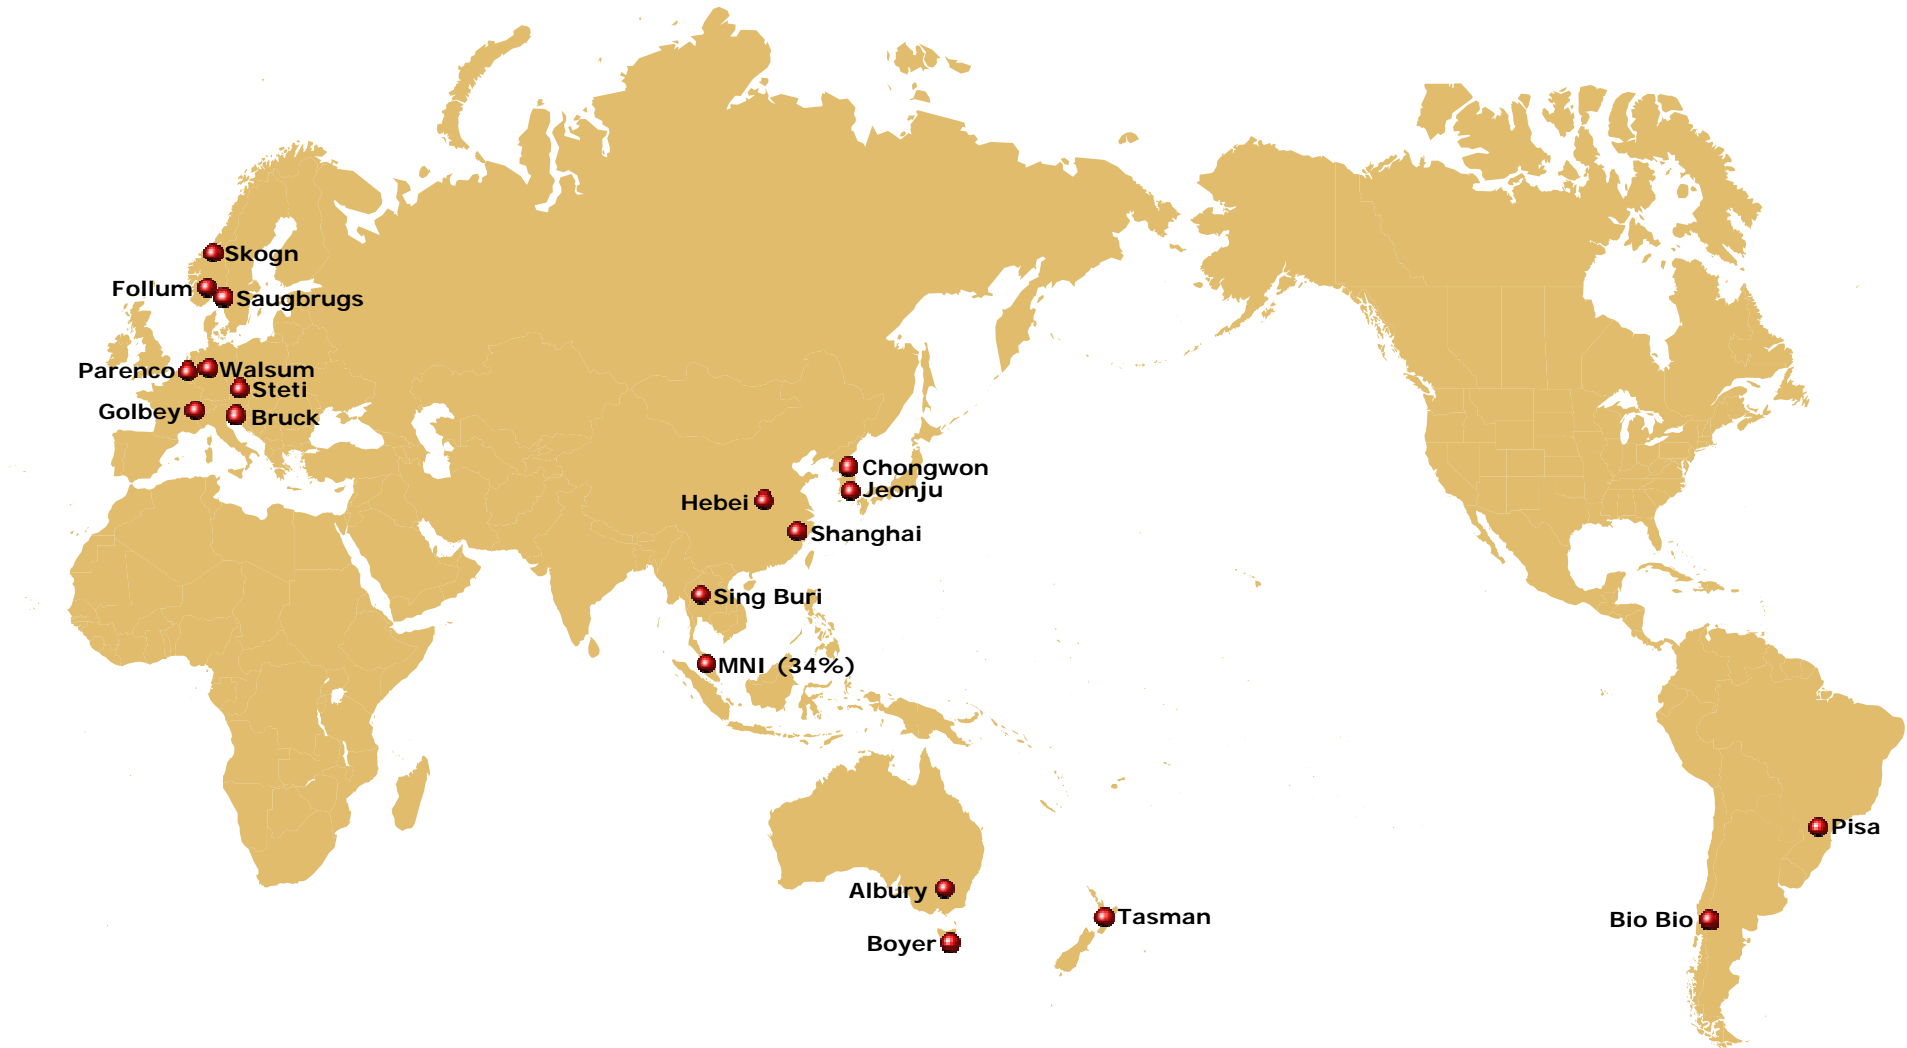 Skogn
Follum
Saugbrugs
Parenco
Walsum
Steti
Golbey
Bruck
Chongwon
Jeonju
Hebei
Shanghai
Sing Buri
MNI (34%)
Pisa
Albury
Tasman
Bio Bio
Boyer